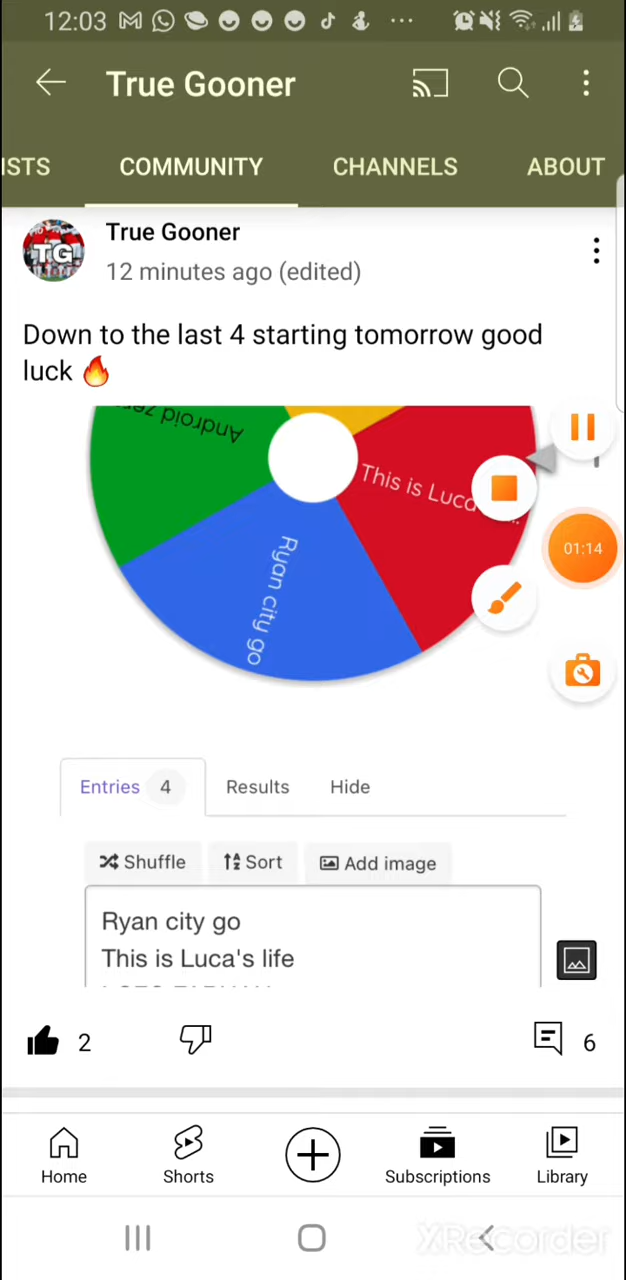 12:03
True Gooner
ISTS COMMUNITY CHANNELS ABOUT
TG
True Gooner
12 minutes ago (edited)
Down to the last 4 starting tomorrow good
luck 🔥
Android
This is Luca
Ryan city go
01:14
Entries 4 Results Hide
Shuffle Sort Add image
Ryan city go
This is Luca's life
2 6
Home Shorts Subscriptions Library
XRecorder